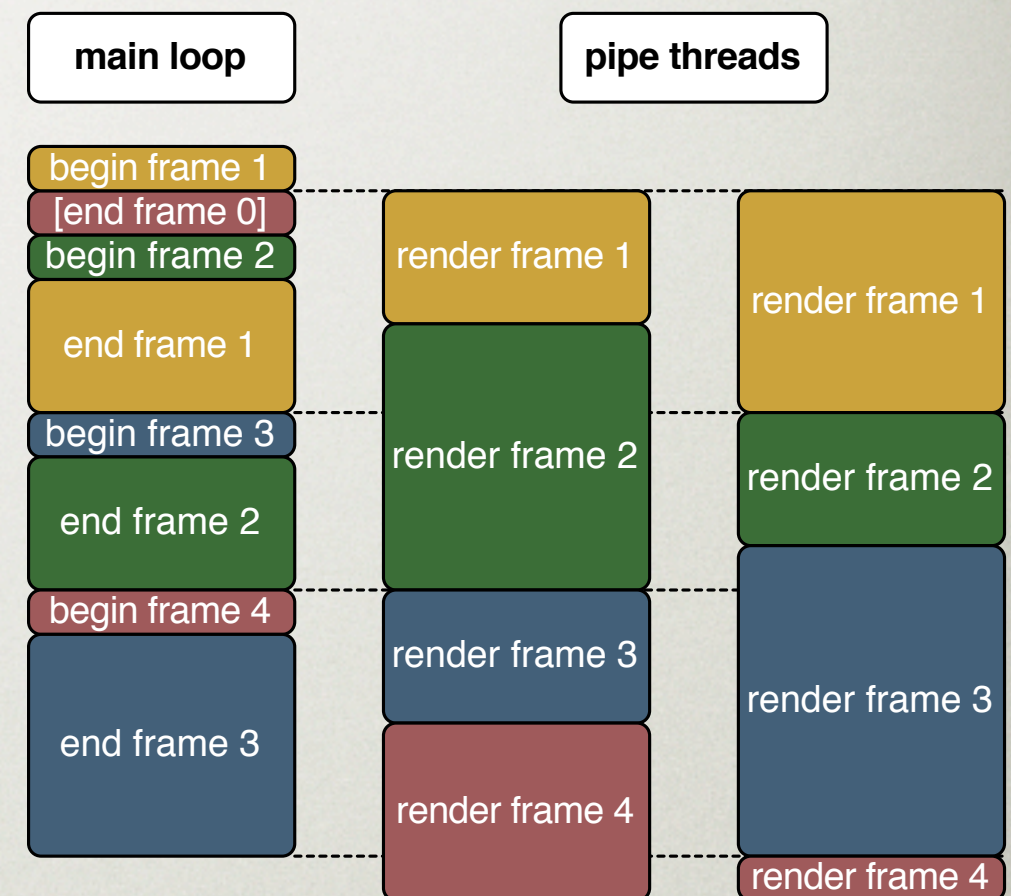 main loop
pipe threads
begin frame 1
[end frame 0]
begin frame 2
end frame 1
begin frame 3
end frame 2
begin frame 4
end frame 3
render frame 1
render frame 2
render frame 3
render frame 4
render frame 1
render frame 2
render frame 3
render frame 4